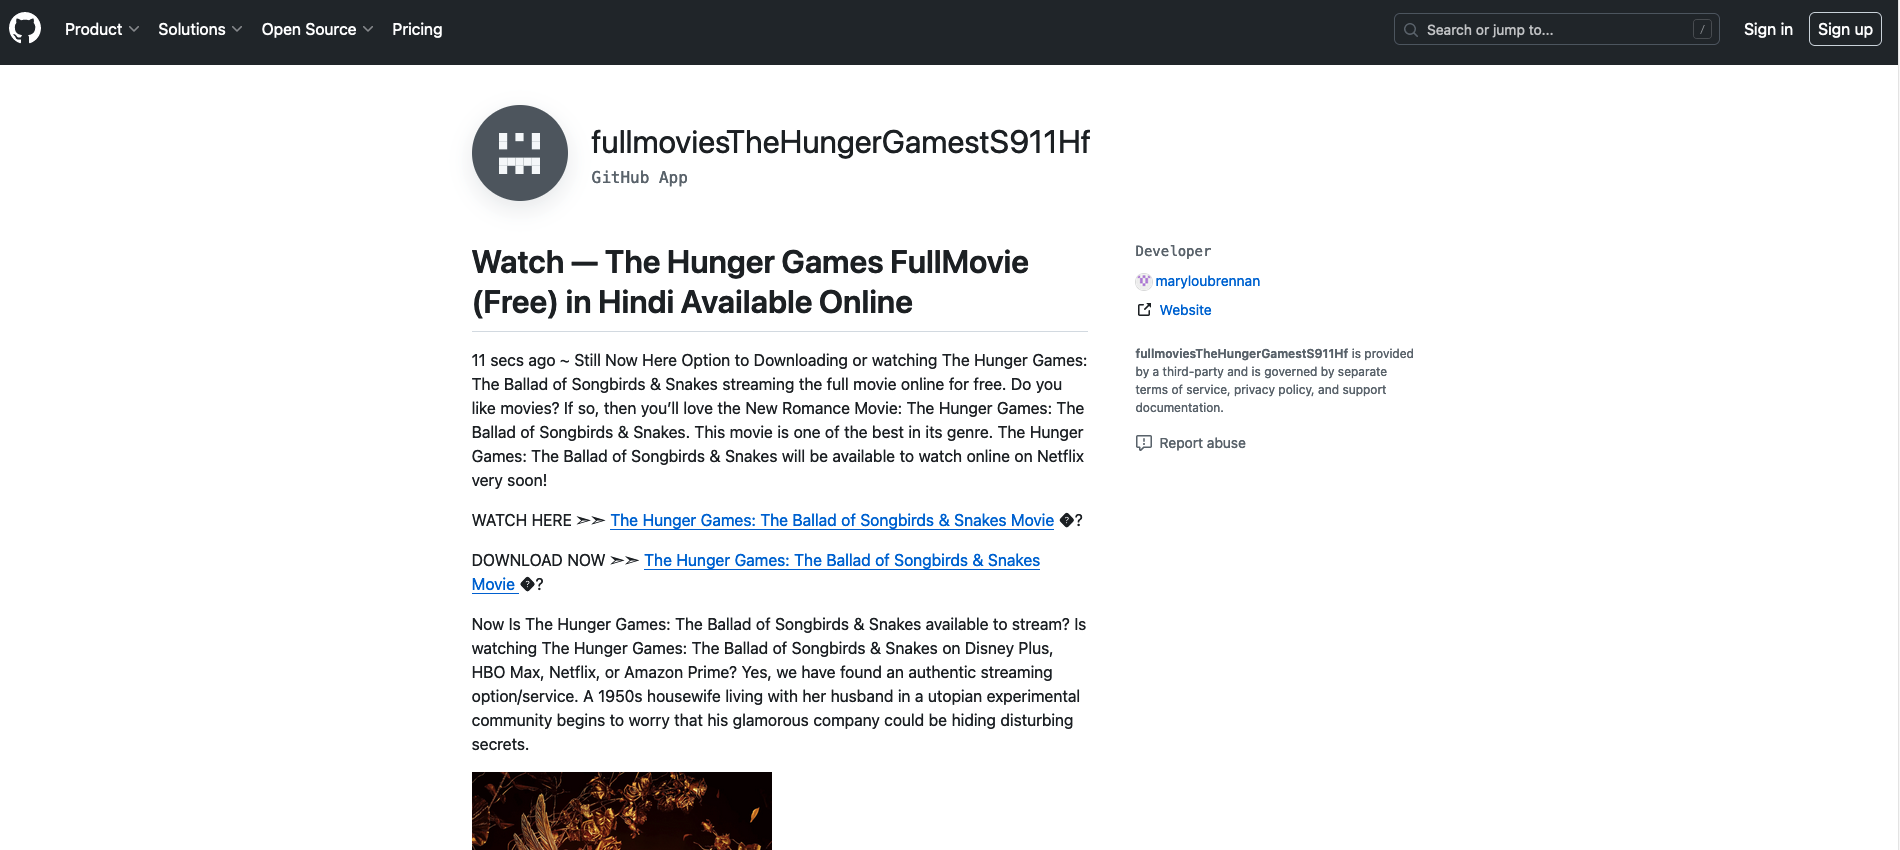 Product Solutions Open Source Pricing Search or jump to... / Sign in Sign up
fullmoviesTheHungerGamestS911Hf
GitHub App
Watch — The Hunger Games FullMovie
(Free) in Hindi Available Online
11 secs ago ~ Still Now Here Option to Downloading or watching The Hunger Games:
The Ballad of Songbirds & Snakes streaming the full movie online for free. Do you
like movies? If so, then you’ll love the New Romance Movie: The Hunger Games: The
Ballad of Songbirds & Snakes. This movie is one of the best in its genre. The Hunger
Games: The Ballad of Songbirds & Snakes will be available to watch online on Netflix
very soon!
WATCH HERE ➣➣ The Hunger Games: The Ballad of Songbirds & Snakes Movie �?
DOWNLOAD NOW ➣➣ The Hunger Games: The Ballad of Songbirds & Snakes
Movie �?
Now Is The Hunger Games: The Ballad of Songbirds & Snakes available to stream? Is
watching The Hunger Games: The Ballad of Songbirds & Snakes on Disney Plus,
HBO Max, Netflix, or Amazon Prime? Yes, we have found an authentic streaming
option/service. A 1950s housewife living with her husband in a utopian experimental
community begins to worry that his glamorous company could be hiding disturbing
secrets.
Developer
maryloubrennan
Website
fullmoviesTheHungerGamestS911Hf is provided
by a third-party and is governed by separate
terms of service, privacy policy, and support
documentation.
Report abuse